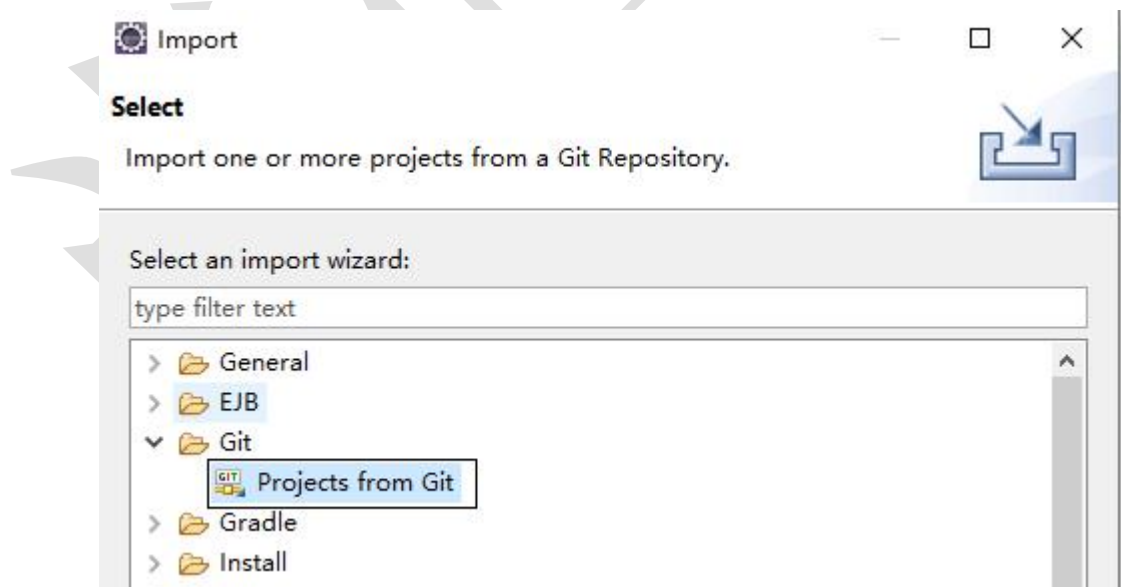 Import
Select
Import one or more projects from a Git Repository.
Select an import wizard:
type filter text
General
EJB
Git
GIT Projects from Git
Gradle
Install